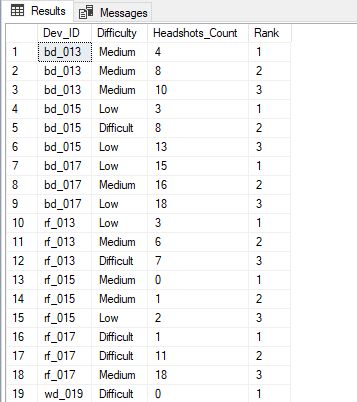 Results Messages
Dev_ID Difficulty Headshots_Count Rank
1 bd_013 Medium 4 1
2 bd_013 Medium 8 2
3 bd_013 Medium 10 3
4 bd_015 Low 3 1
5 bd_015 Difficult 8 2
6 bd_015 Low 13 3
7 bd_017 Low 15 1
8 bd_017 Medium 16 2
9 bd_017 Low 18 3
10 rf_013 Low 3 1
11 rf_013 Medium 6 2
12 rf_013 Difficult 7 3
13 rf_015 Medium 0 1
14 rf_015 Medium 1 2
15 rf_015 Low 2 3
16 rf_017 Difficult 1 1
17 rf_017 Difficult 11 2
18 rf_017 Medium 18 3
19 wd_019 Difficult 0 1